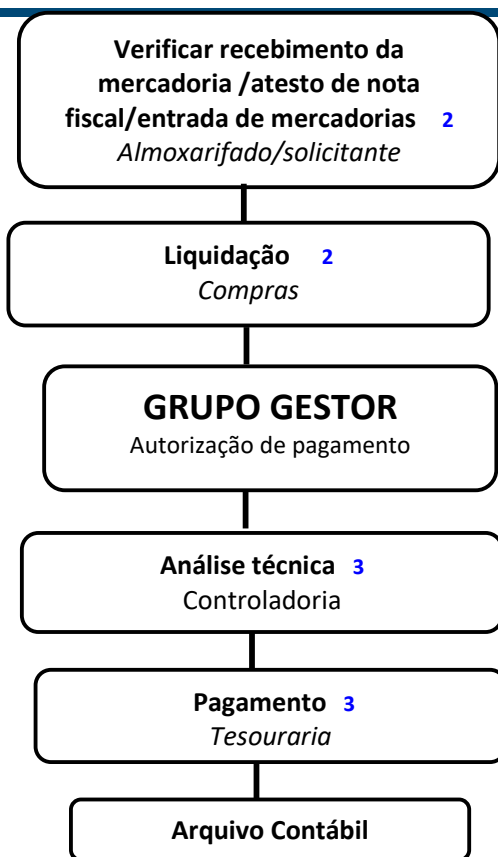 Verificar recebimento da
mercadoria /atesto de nota
fiscal/entrada de mercadorias 2
Almoxarifado/solicitante
Liquidação 2
Compras
GRUPO GESTOR
Autorização de pagamento
Análise técnica 3
Controladoria
Pagamento 3
Tesouraria
Arquivo Contábil